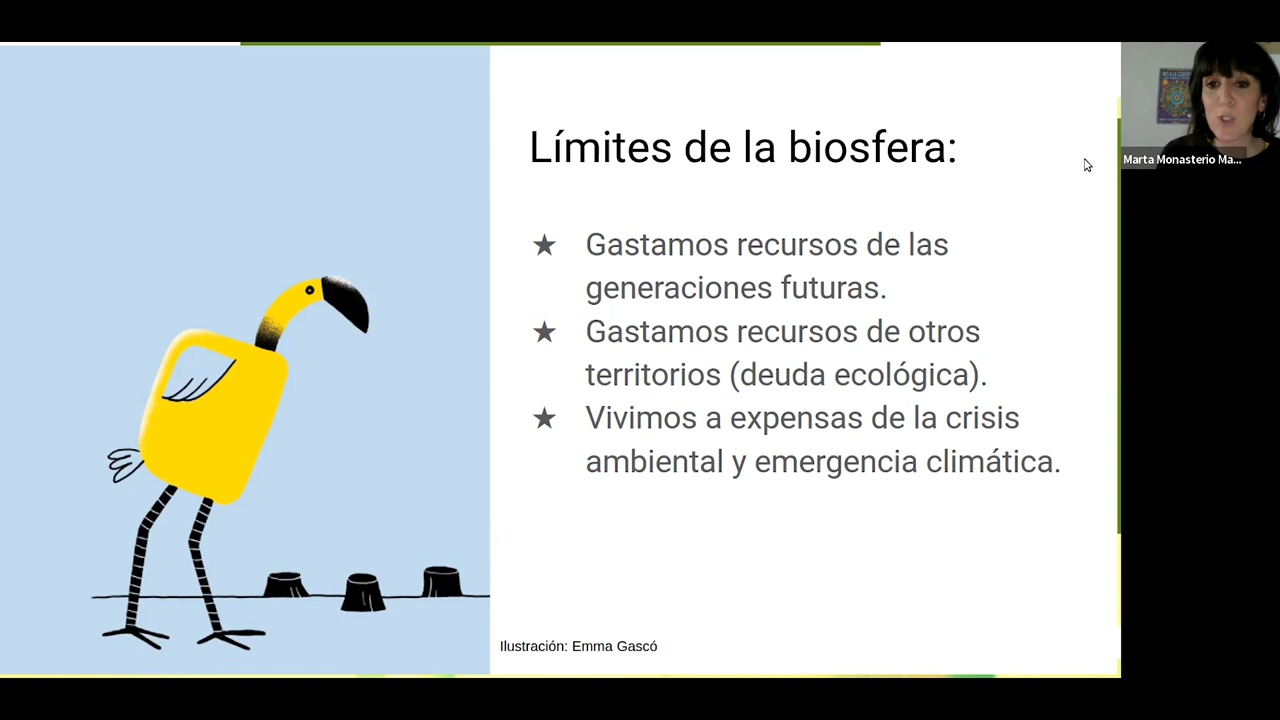 Límites de la biosfera:
★ Gastamos recursos de las
generaciones futuras.
★ Gastamos recursos de otros
territorios (deuda ecológica).
★ Vivimos a expensas de la crisis
ambiental y emergencia climática.
Ilustración: Emma Gascó
Marta Monasterio Ma...